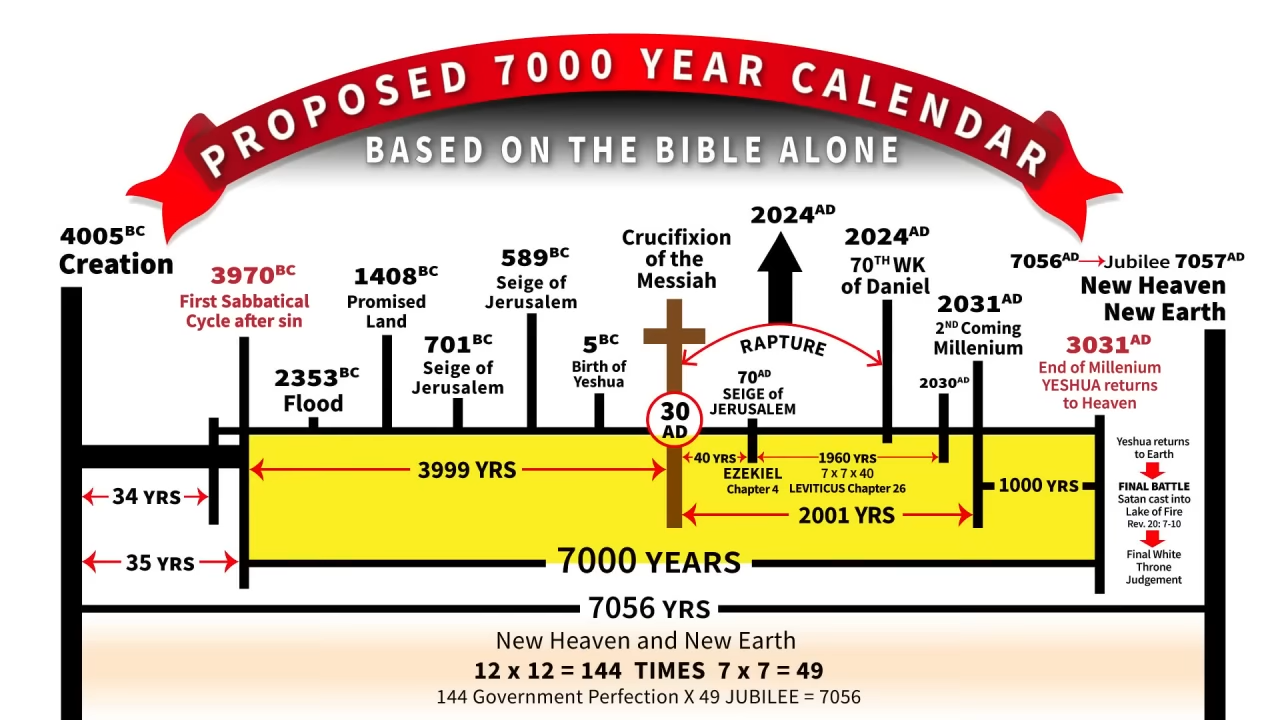 PROPOSED 7000 YEAR CALENDAR
BASED ON THE BIBLE ALONE
4005BC
Creation
3970BC
First Sabbatical
Cycle after sin
2353BC
Flood
1408BC
Promised
Land
701BC
Seige of
Jerusalem
589BC
Seige of
Jerusalem
5BC
Birth of
Yeshua
Crucifixion
of the
Messiah
30
AD
2024AD
RAPTURE
70AD
SEIGE of
JERUSALEM
2024AD
70TH WK
of Daniel
2030AD
2031AD
2ND Coming
Millenium
7056AD Jubilee 7057AD
New Heaven
New Earth
3031AD
End of Millenium
YESHUA returns
to Heaven
34 YRS
35 YRS
3999 YRS
40 YRS
EZEKIEL
Chapter 4
1960 YRS
7 x 7 x 40
LEVITICUS Chapter 26
2001 YRS
1000 YRS
Yeshua returns
to Earth
FINAL BATTLE
Satan cast into
Lake of Fire
Rev. 20: 7-10
Final White
Throne
Judgement
7000 YEARS
7056 YRS
New Heaven and New Earth
12 x 12 = 144 TIMES 7 x 7 = 49
144 Government Perfection X 49 JUBILEE = 7056